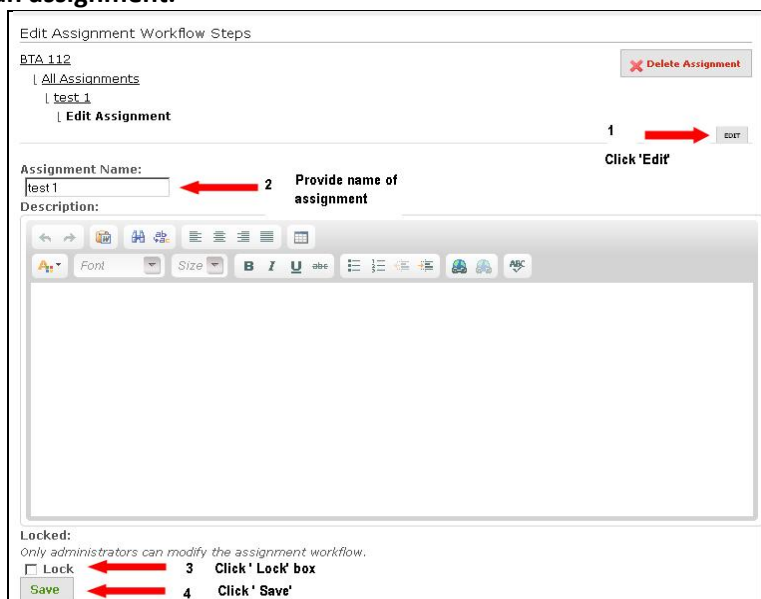 an assignment.
Edit Assignment Workflow Steps
BTA 112
All Assignments
test 1
Edit Assignment
Delete Assignment
1
EDIT
Click 'Edit'
Assignment Name:
test 1
2 Provide name of
assignment
Description:
Font Size B I U abc ABC
Locked:
Only administrators can modify the assignment workflow.
Lock 3 Click ' Lock' box
Save 4 Click ' Save'